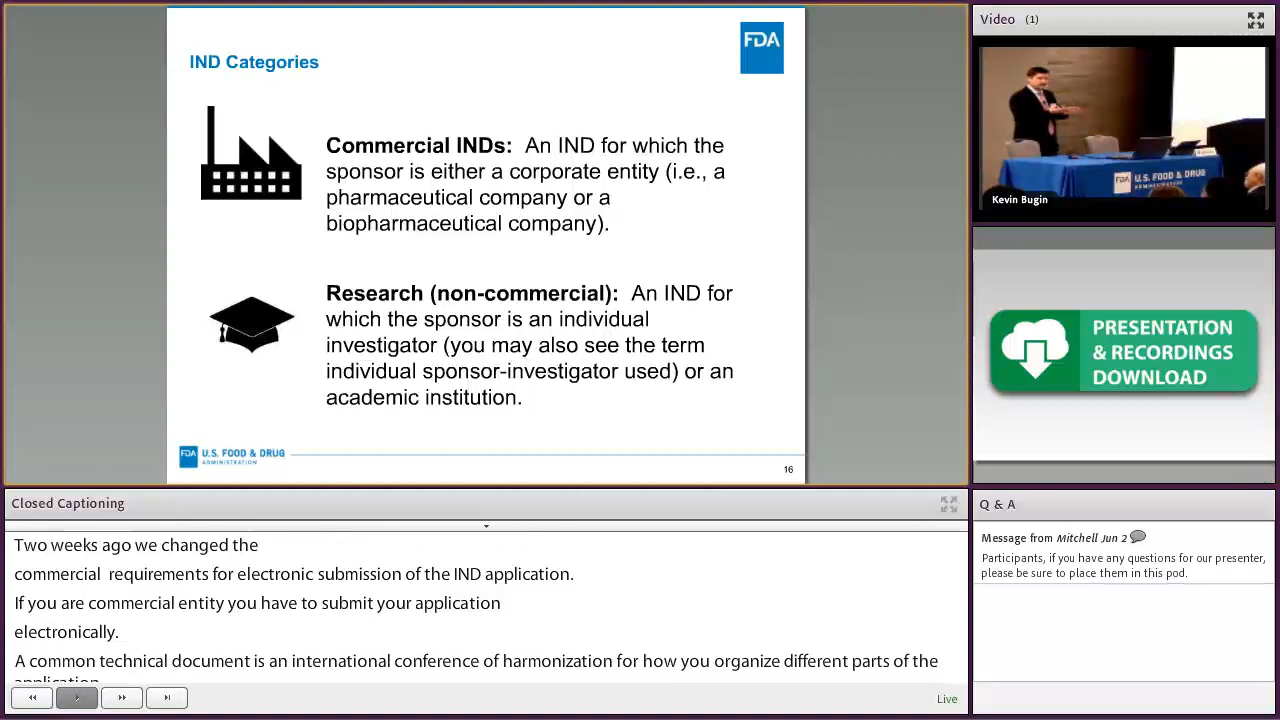 FDA
IND Categories
Commercial INDs: An IND for which the
sponsor is either a corporate entity (i.e., a
pharmaceutical company or a
biopharmaceutical company).
Research (non-commercial): An IND for
which the sponsor is an individual
investigator (you may also see the term
individual sponsor-investigator used) or an
academic institution.
FDA
U.S. FOOD & DRUG
ADMINISTRATION
16
Video (1)
FDA
U.S. FOOD & DRUG
ADMINISTRATION
Kevin Bugin
PRESENTATION
& RECORDINGS
DOWNLOAD
Closed Captioning
Two weeks ago we changed the
commercial requirements for electronic submission of the IND application.
If you are commercial entity you have to submit your application
electronically.
A common technical document is an international conference of harmonization for how you organize different parts of the
application.
Live
Q & A
Message from Mitchell Jun 2
Participants, if you have any questions for our presenter,
please be sure to place them in this pod.